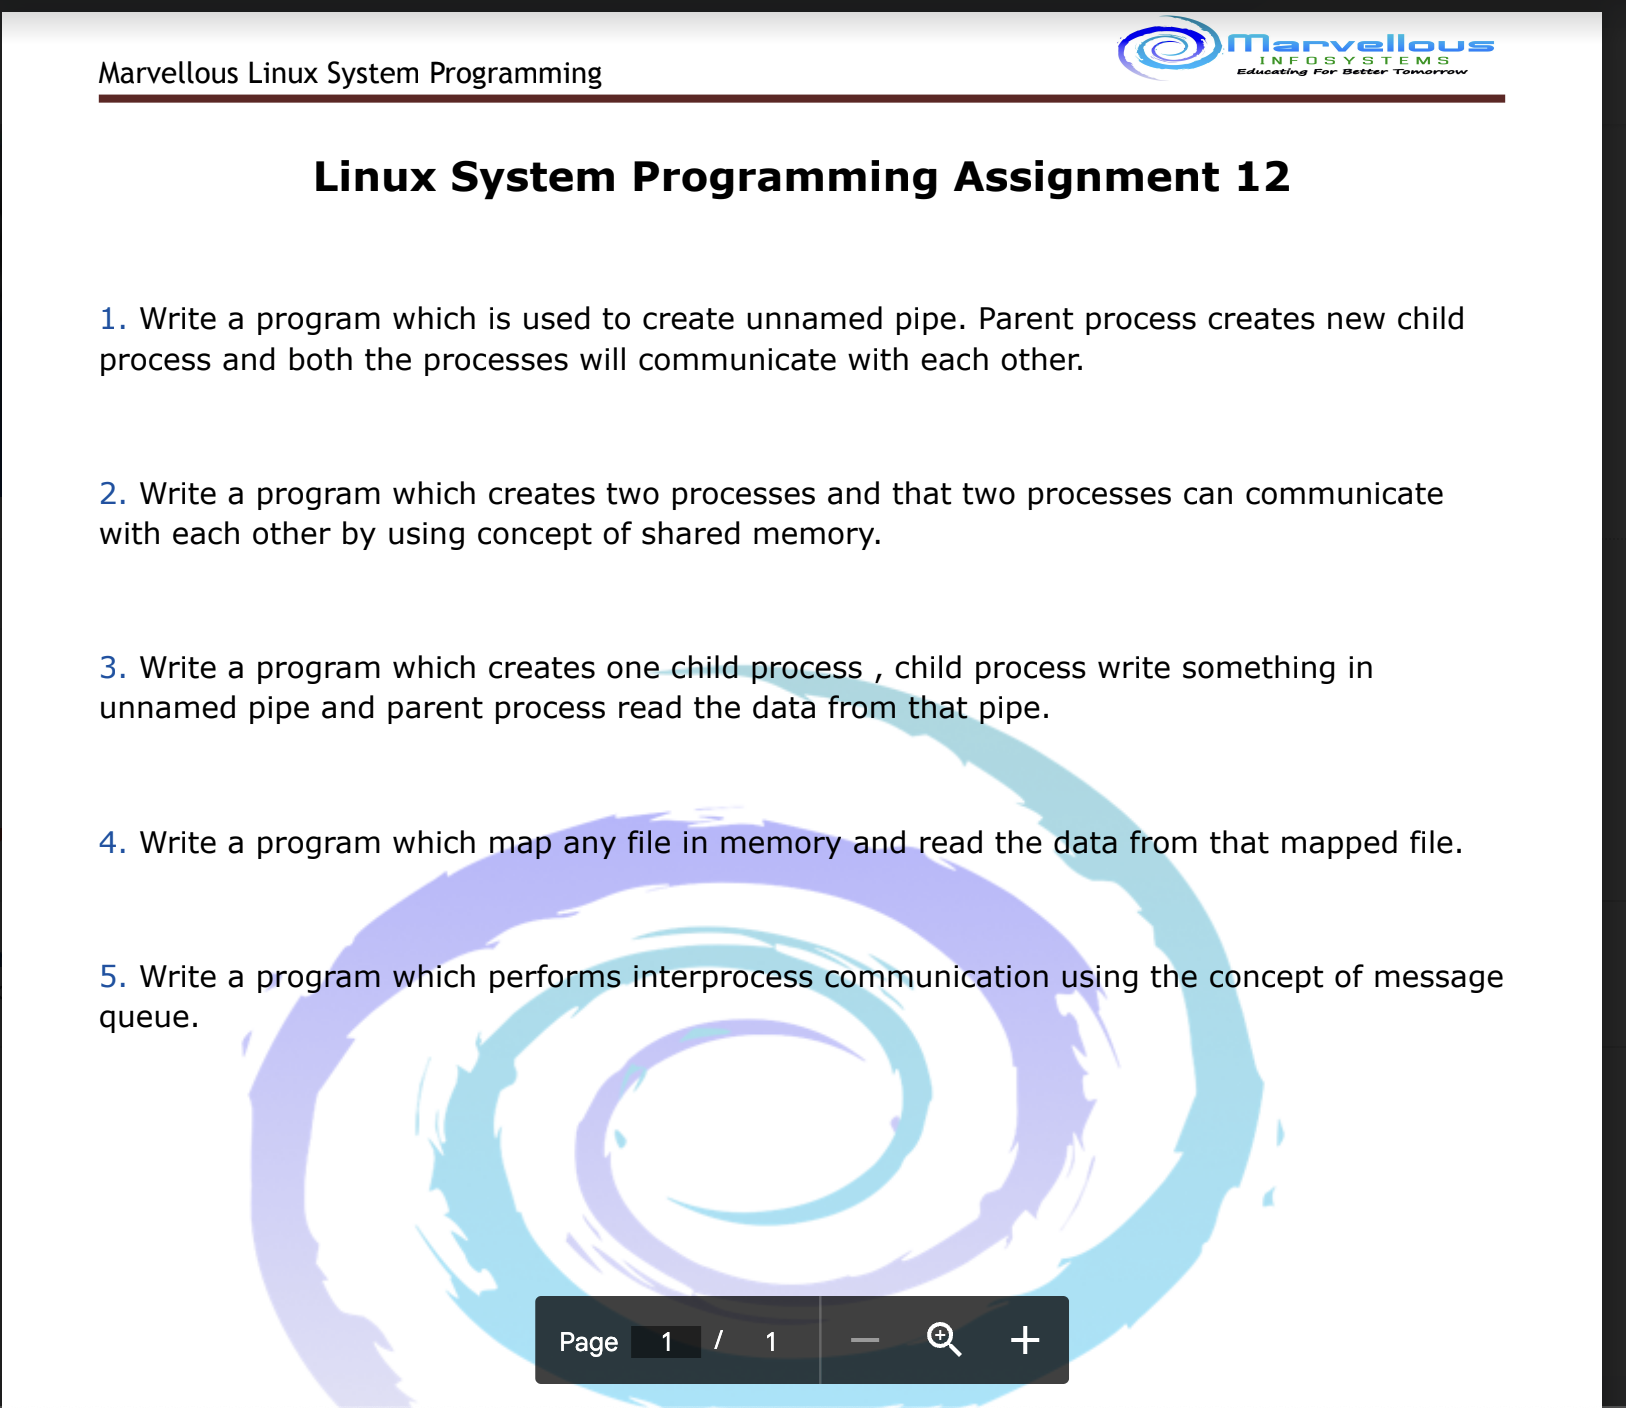 Marvellous Linux System Programming
Marvellous
INFOSYSTEMS
Educating For Better Tomorrow
Linux System Programming Assignment 12
1. Write a program which is used to create unnamed pipe. Parent process creates new child
process and both the processes will communicate with each other.
2. Write a program which creates two processes and that two processes can communicate
with each other by using concept of shared memory.
3. Write a program which creates one child process , child process write something in
unnamed pipe and parent process read the data from that pipe.
4. Write a program which map any file in memory and read the data from that mapped file.
5. Write a program which performs interprocess communication using the concept of message
queue.
Page 1 / 1